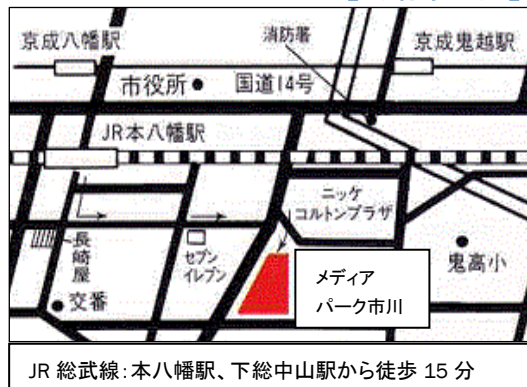 京成八幡駅
消防署
京成鬼越駅
市役所
国道14号
JR本八幡駅
ニッケ
コルトンプラザ
長崎屋
セブン
イレブン
メディア
パーク市川
鬼高小
交番
JR 総武線：本八幡駅、下総中山駅から徒歩 15 分